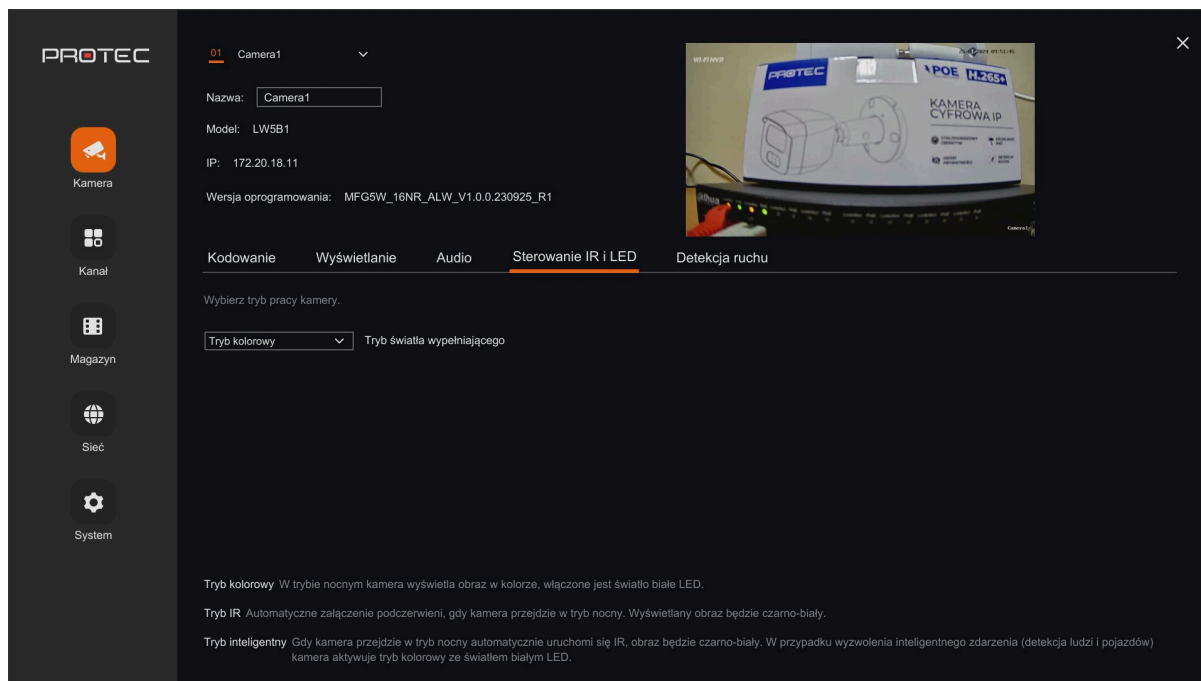 PROTEC
01 Camera1
Nazwa: Camera1
Model: LW5B1
IP: 172.20.18.11
Wersja oprogramowania: MFG5W_16NR_ALW_V1.0.0.230925_R1
WI-FI NVR
PROTEC
POE H.265+
KAMERA
CYFROWA IP
alhua
Camera1
Kamera
Kanał
Magazyn
Sieć
System
Kodowanie Wyświetlanie Audio Sterowanie IR i LED Detekcja ruchu
Wybierz tryb pracy kamery.
Tryb kolorowy Tryb światła wypełniającego
Tryb kolorowy W trybie nocnym kamera wyświetla obraz w kolorze, włączone jest światło białe LED.
Tryb IR Automatyczne załączenie podczerwieni, gdy kamera przejdzie w tryb nocny. Wyświetlany obraz będzie czarno-biały.
Tryb inteligentny Gdy kamera przejdzie w tryb nocny automatycznie uruchomi się IR, obraz będzie czarno-biały. W przypadku wyzwolenia inteligentnego zdarzenia (detekcja ludzi i pojazdów)
kamera aktywuje tryb kolorowy ze światłem białym LED.